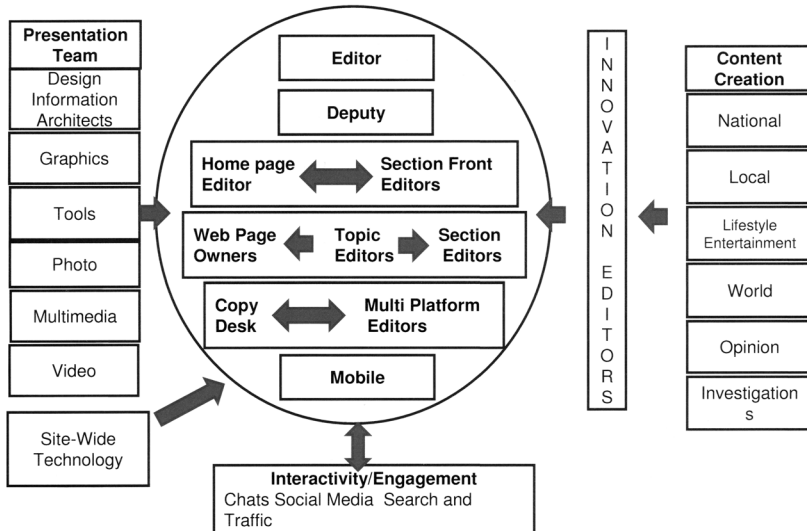 Presentation
Team
Design
Information
Architects
Graphics
Tools
Photo
Multimedia
Video
Site-Wide
Technology
Editor
Deputy
Home page
Editor
Section Front
Editors
Web Page
Owners
Topic
Editors
Section
Editors
Copy
Desk
Multi Platform
Editors
Mobile
Interactivity/Engagement
Chats Social Media Search and
Traffic
INNOVATION EDITORS
Content
Creation
National
Local
Lifestyle
Entertainment
World
Opinion
Investigation
s